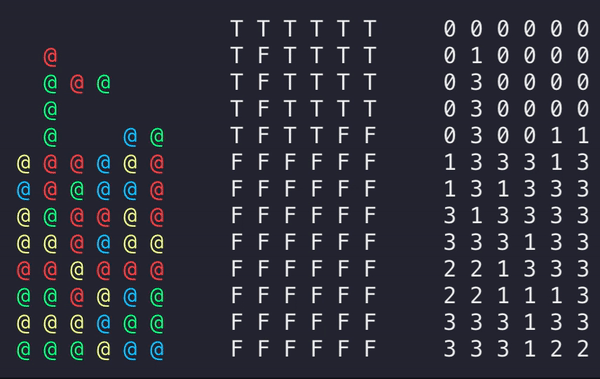 T T T T T T 0 0 0 0 0 0
@ T F T T T T 0 1 0 0 0 0
@ @ @ T F T T T T 0 3 0 0 0 0
@ T F T T T T 0 3 0 0 0 0
@ @ @ T F T T F F 0 3 0 0 1 1
@ @ @ @ @ @ F F F F F F 1 3 3 3 1 3
@ @ @ @ @ @ F F F F F F 1 3 1 3 3 3
@ @ @ @ @ @ F F F F F F 3 1 3 3 3 3
@ @ @ @ @ @ F F F F F F 3 3 3 1 3 3
@ @ @ @ @ @ F F F F F F 2 2 1 3 3 3
@ @ @ @ @ @ F F F F F F 2 2 1 1 1 3
@ @ @ @ @ @ F F F F F F 3 3 3 1 3 3
@ @ @ @ @ @ F F F F F F 3 3 3 1 2 2